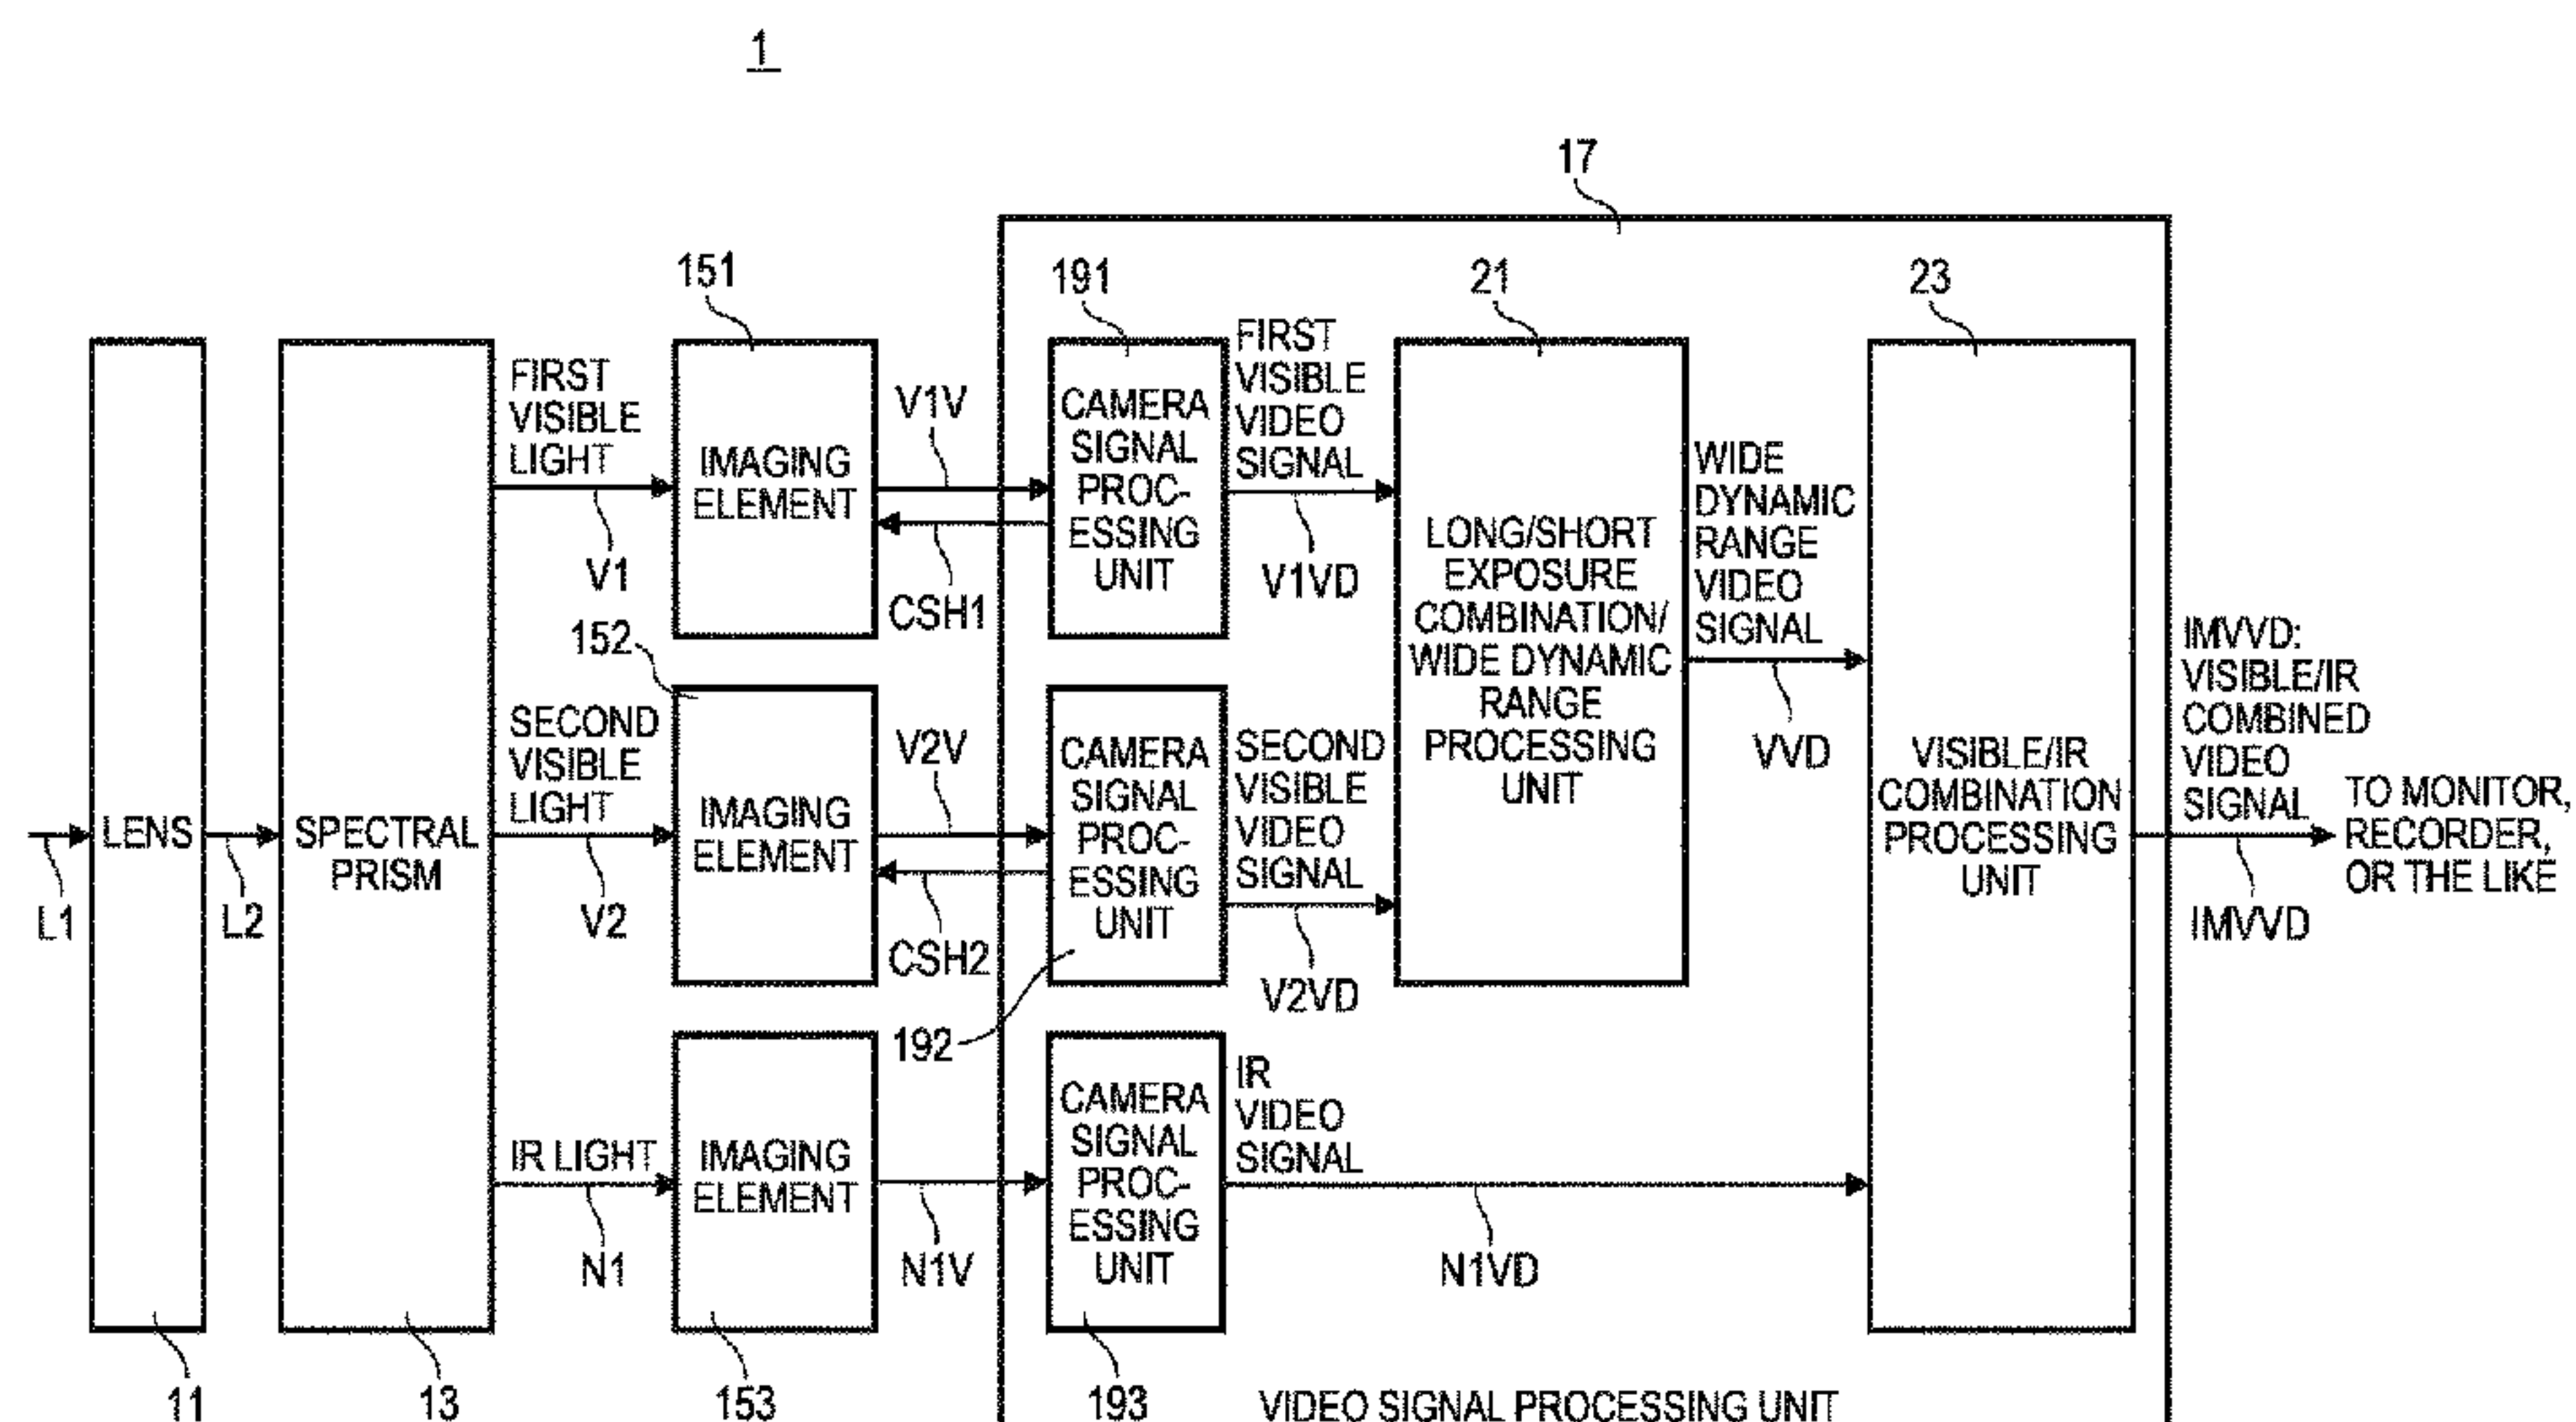 1
17
151
191
21
23
FIRST
VISIBLE
LIGHT
V1
IMAGING
ELEMENT
V1V
CSH1
CAMERA
SIGNAL
PROC-
ESSING
UNIT
FIRST
VISIBLE
VIDEO
SIGNAL
V1VD
LONG/SHORT
EXPOSURE
COMBINATION/
WIDE DYNAMIC
RANGE
PROCESSING
UNIT
WIDE
DYNAMIC
RANGE
VIDEO
SIGNAL
VVD
152
L1
LENS
L2
SPECTRAL
PRISM
SECOND
VISIBLE
LIGHT
V2
IMAGING
ELEMENT
V2V
CSH2
CAMERA
SIGNAL
PROC-
ESSING
UNIT
192
SECOND
VISIBLE
VIDEO
SIGNAL
V2VD
VISIBLE/IR
COMBINATION
PROCESSING
UNIT
IMVVD:
VISIBLE/IR
COMBINED
VIDEO
SIGNAL
IMVVD
TO MONITOR,
RECORDER,
OR THE LIKE
IR LIGHT
N1
IMAGING
ELEMENT
N1V
CAMERA
SIGNAL
PROC-
ESSING
UNIT
IR
VIDEO
SIGNAL
N1VD
11
13
153
193
VIDEO SIGNAL PROCESSING UNIT